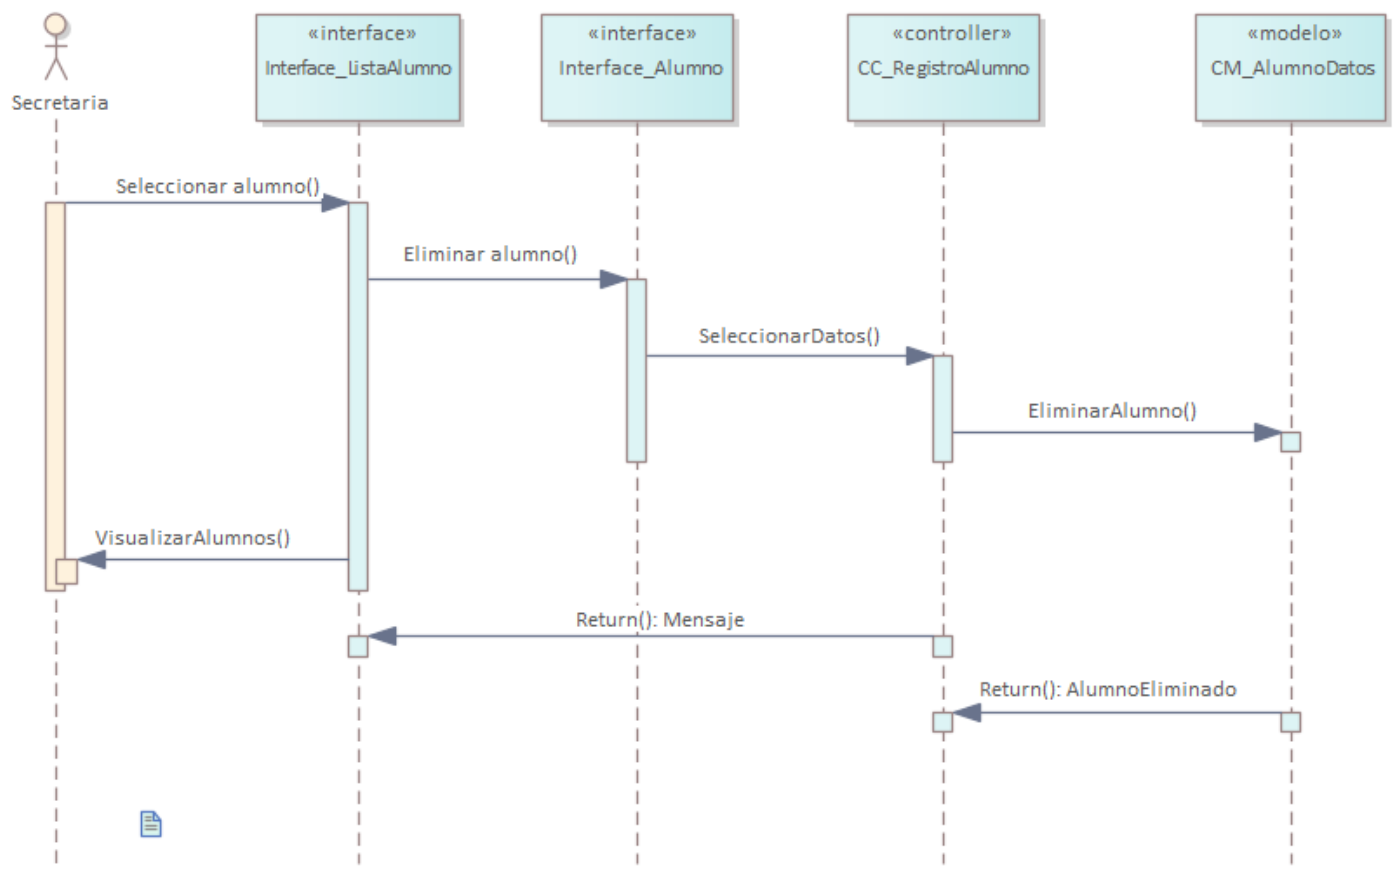 «interface»
Interface_ListaAlumno
«interface»
Interface_Alumno
«controller»
CC_RegistroAlumno
«modelo»
CM_AlumnoDatos
Secretaria
Seleccionar alumno()
Eliminar alumno()
SeleccionarDatos()
EliminarAlumno()
VisualizarAlumnos()
Return(): Mensaje
Return(): AlumnoEliminado